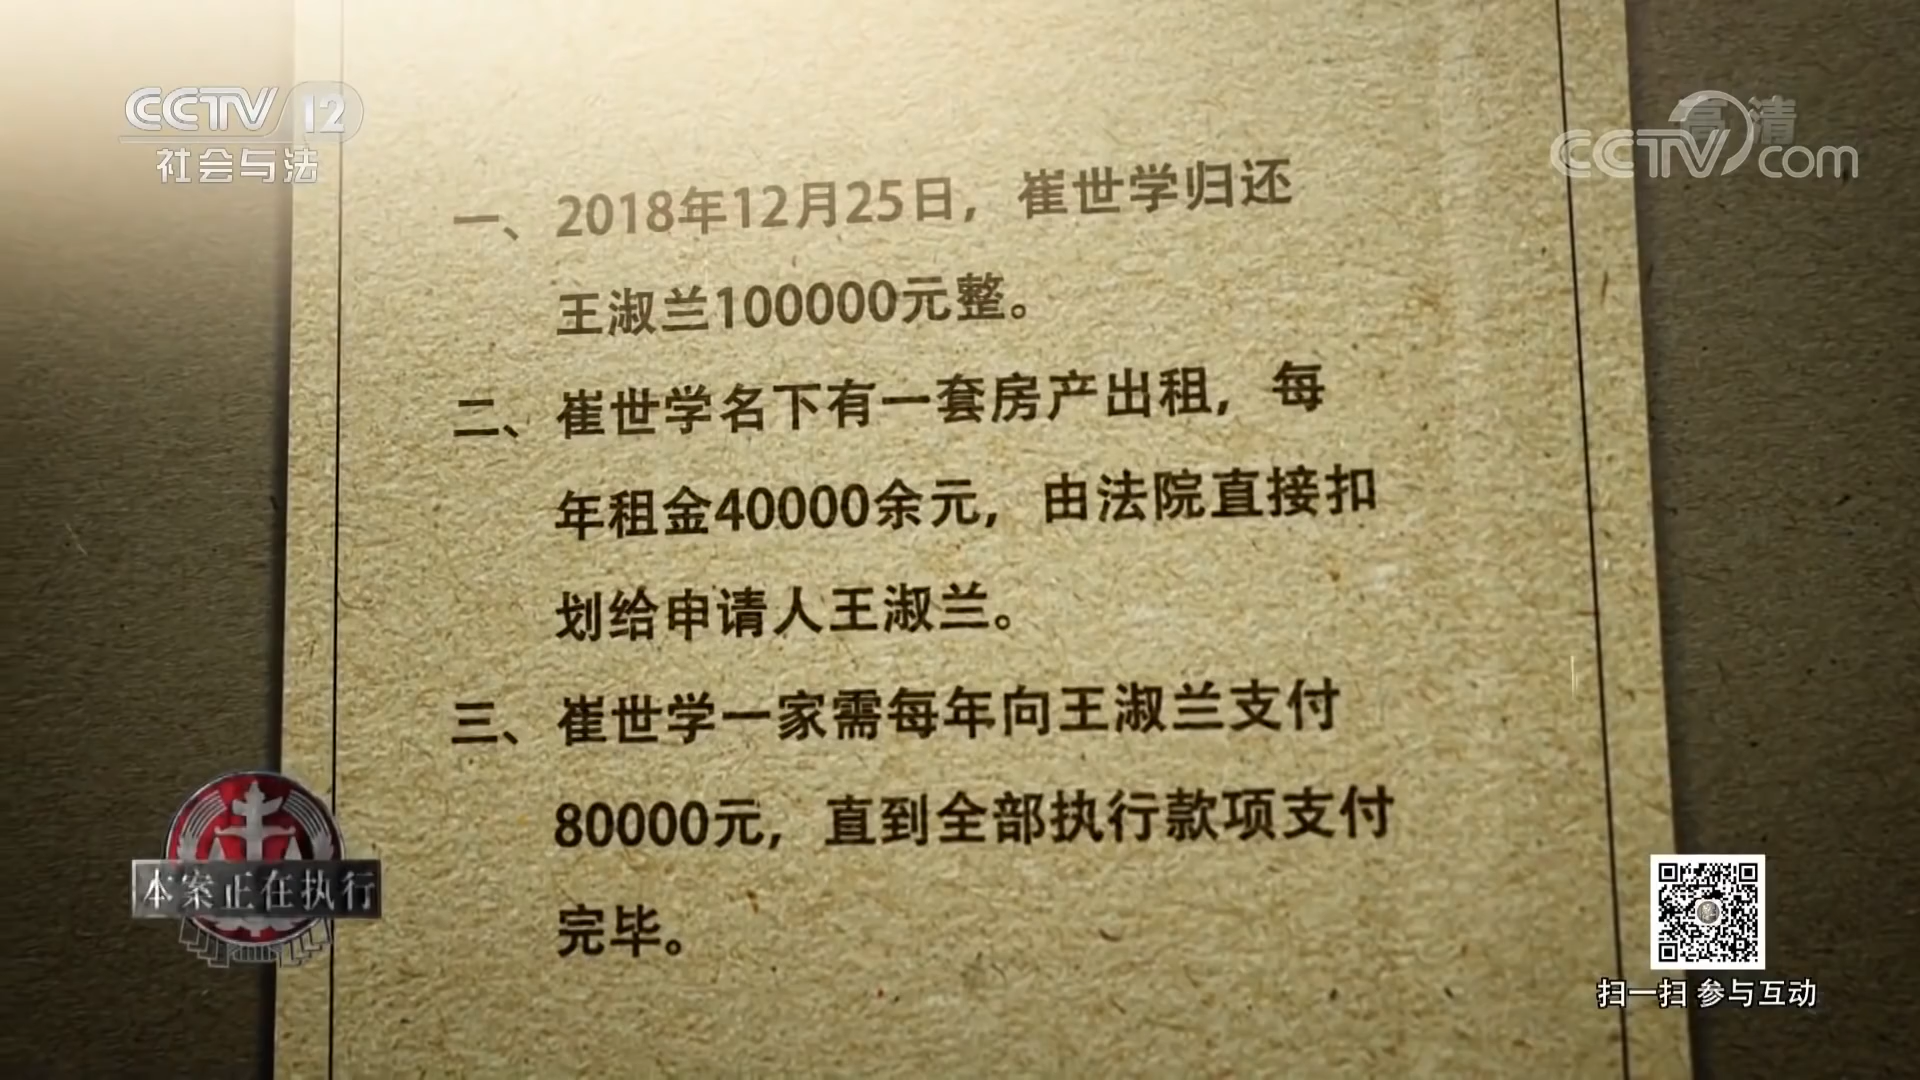 CCTV 12
社会与法
高清
CCTV.com
一、2018年12月25日，崔世学归还
王淑兰100000元整。
二、崔世学名下有一套房产出租，每
年租金40000余元，由法院直接扣
划给申请人王淑兰。
三、崔世学一家需每年向王淑兰支付
80000元，直到全部执行款项支付
完毕。
本案正在执行
扫一扫 参与互动